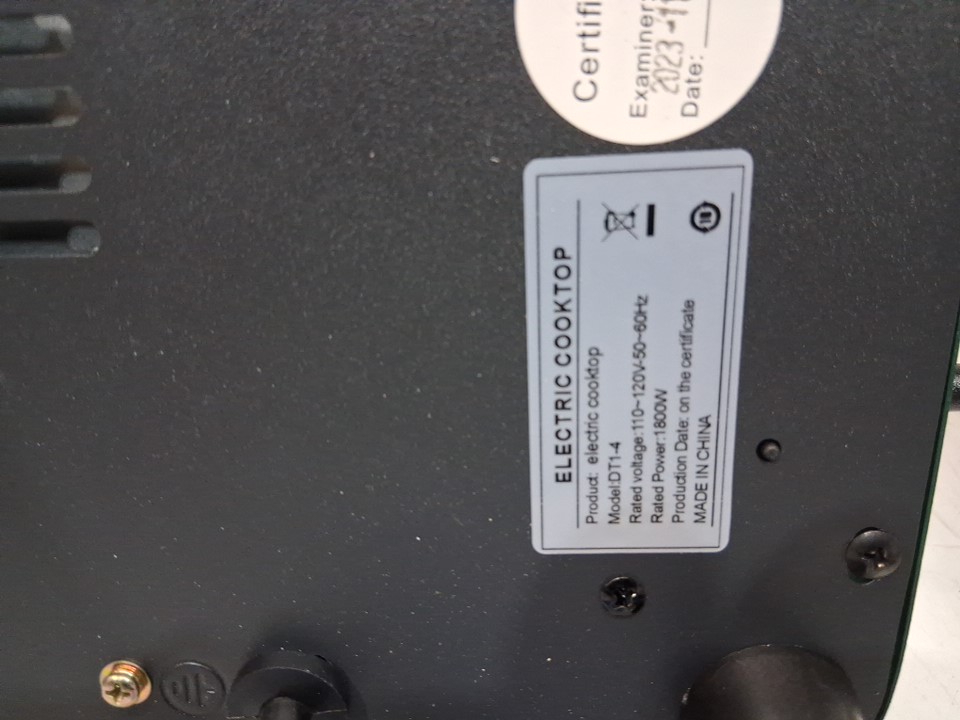 Certifi
Examiner:
2023-11
Date:
ELECTRIC COOKTOP
Product: electric cooktop
Model:DT1-4
Rated voltage:110~120V-50~60Hz
Rated Power:1800W
Production Date: on the certificate
MADE IN CHINA